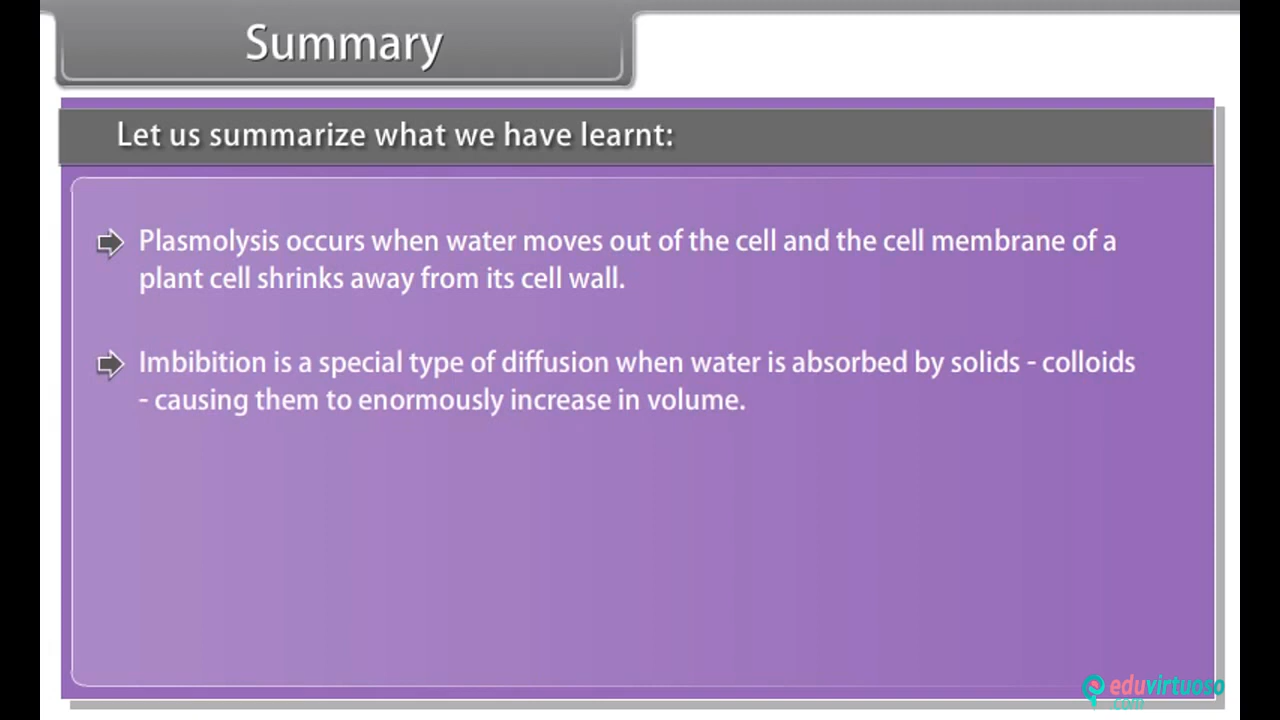 Summary
Let us summarize what we have learnt:
Plasmolysis occurs when water moves out of the cell and the cell membrane of a
plant cell shrinks away from its cell wall.
Imbibition is a special type of diffusion when water is absorbed by solids - colloids
- causing them to enormously increase in volume.
eduvirtuoso
.com